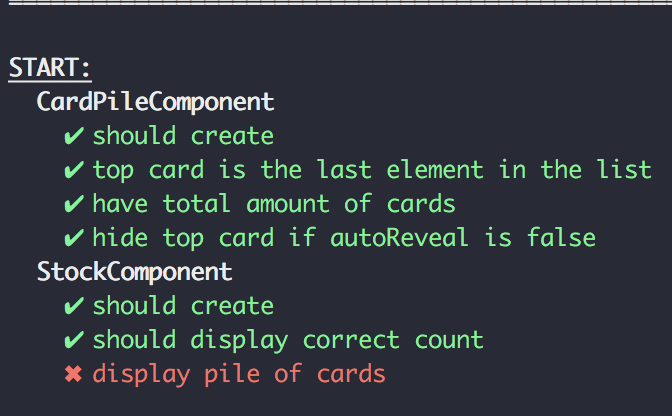 START:
CardPileComponent
✔ should create
✔ top card is the last element in the list
✔ have total amount of cards
✔ hide top card if autoReveal is false
StockComponent
✔ should create
✔ should display correct count
✖ display pile of cards